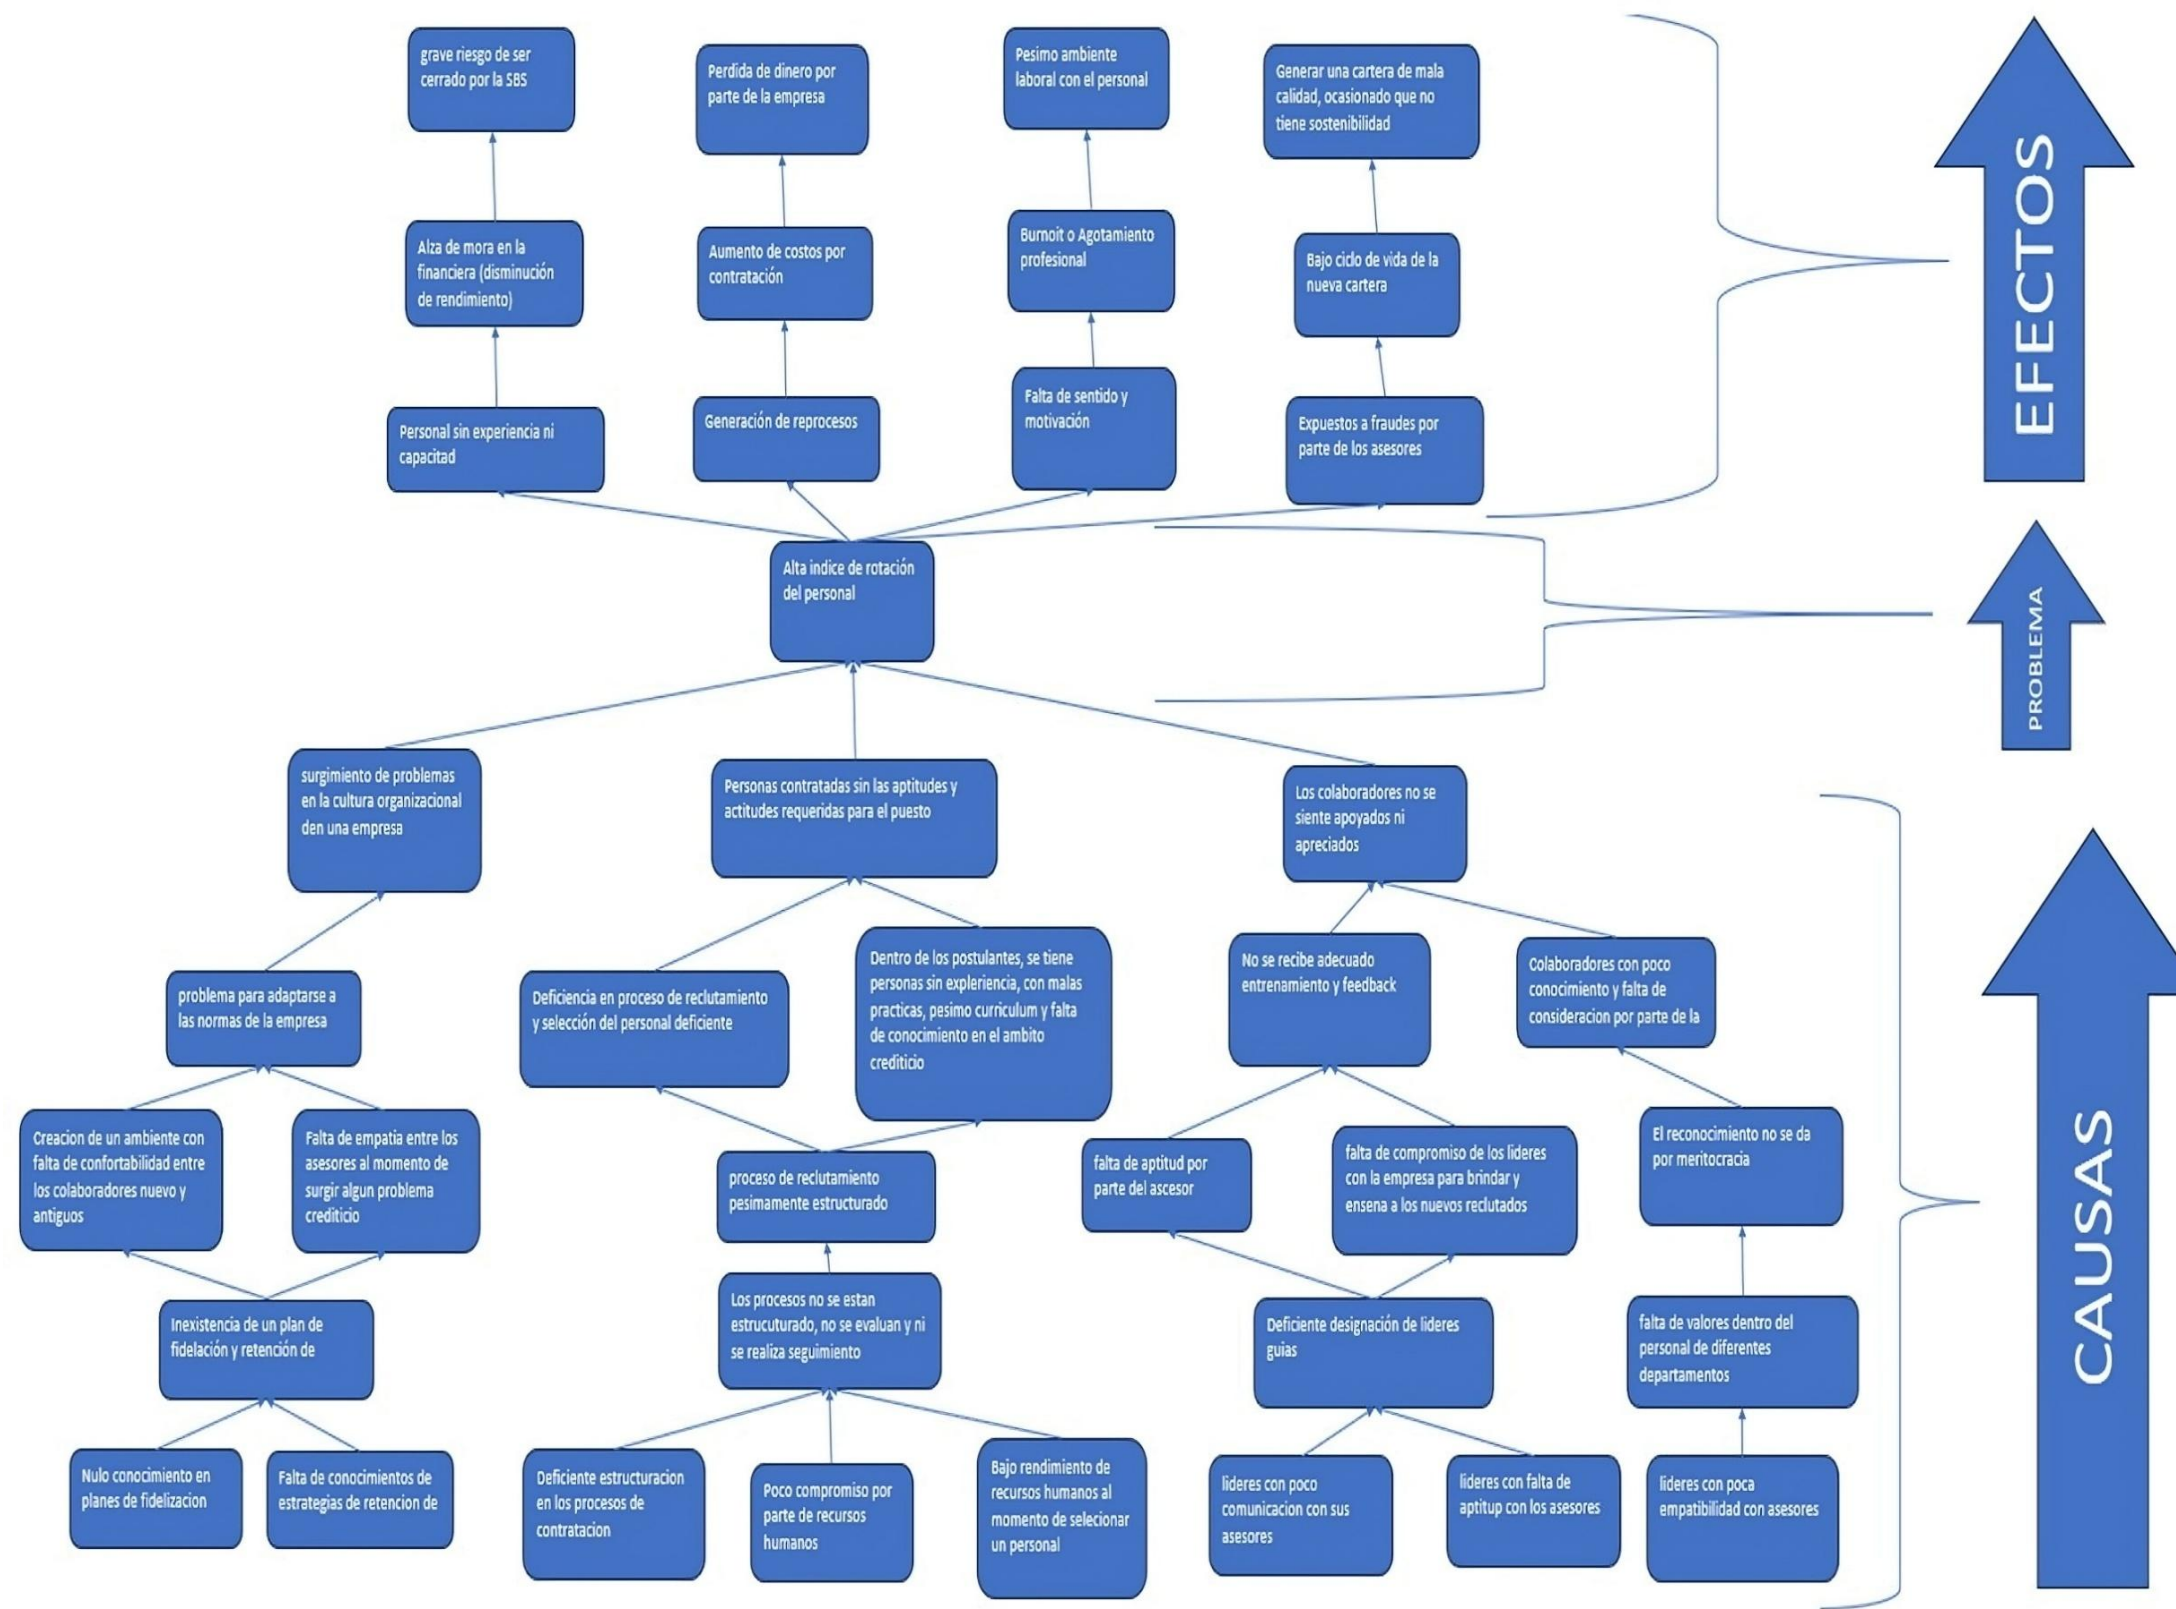 grave riesgo de ser
cerrado por la SBS
Perdida de dinero por
parte de la empresa
Pesimo ambiente
laboral con el personal
Generar una cartera de mala
calidad, ocasionado que no
tiene sostenibilidad
Alza de mora en la
financiera (disminución
de rendimiento)
Aumento de costos por
contratación
Burnoit o Agotamiento
profesional
Bajo ciclo de vida de la
nueva cartera
Personal sin experiencia ni
capacitad
Generación de reprocesos
Falta de sentido y
motivación
Expuestos a fraudes por
parte de los asesores
EFECTOS
Alta indice de rotación
del personal
PROBLEMA
surgimiento de problemas
en la cultura organizacional
den una empresa
Personas contratadas sin las aptitudes y
actitudes requeridas para el puesto
Los colaboradores no se
siente apoyados ni
apreciados
problema para adaptarse a
las normas de la empresa
Deficiencia en proceso de reclutamiento
y selección del personal deficiente
Dentro de los postulantes, se tiene
personas sin expleriencia, con malas
practicas, pesimo curriculum y falta
de conocimiento en el ambito
crediticio
No se recibe adecuado
entrenamiento y feedback
Colaboradores con poco
conocimiento y falta de
consideracion por parte de la
Creacion de un ambiente con
falta de confortabilidad entre
los colaboradores nuevo y
antiguos
Falta de empatia entre los
asesores al momento de
surgir algun problema
crediticio
proceso de reclutamiento
pesimamente estructurado
falta de aptitud por
parte del ascesor
falta de compromiso de los lideres
con la empresa para brindar y
ensena a los nuevos reclutados
El reconocimiento no se da
por meritocracia
Inexistencia de un plan de
fidelación y retención de
Los procesos no se estan
estrucuturado, no se evaluan y ni
se realiza seguimiento
Deficiente designación de lideres
guias
falta de valores dentro del
personal de diferentes
departamentos
Nulo conocimiento en
planes de fidelizacion
Falta de conocimientos de
estrategias de retencion de
Deficiente estructuracion
en los procesos de
contratacion
Poco compromiso por
parte de recursos
humanos
Bajo rendimiento de
recursos humanos al
momento de selecionar
un personal
lideres con poco
comunicacion con sus
asesores
lideres con falta de
aptitup con los asesores
lideres con poca
empatibilidad con asesores
CAUSAS